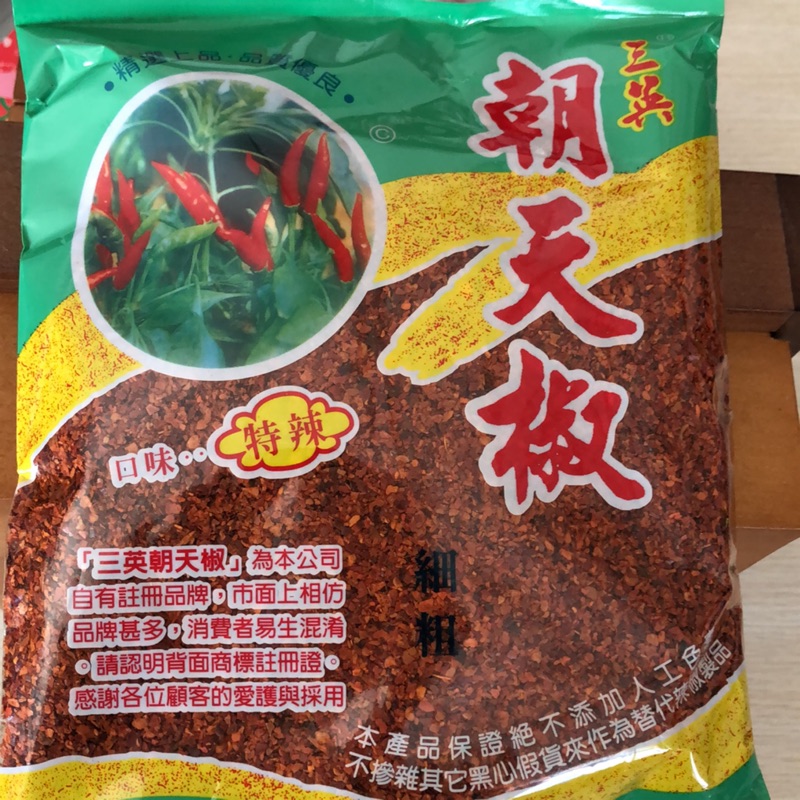 精選上品·品質優良
©
三英
朝天椒
口味··特辣
「三英朝天椒」為本公司
自有註冊品牌，市面上相仿
品牌甚多，消費者易生混淆
。請認明背面商標註冊證。
感謝各位顧客的愛護與採用
細粗
本產品保證絕不添加人工色素
不摻雜其它黑心假貨來作為替代